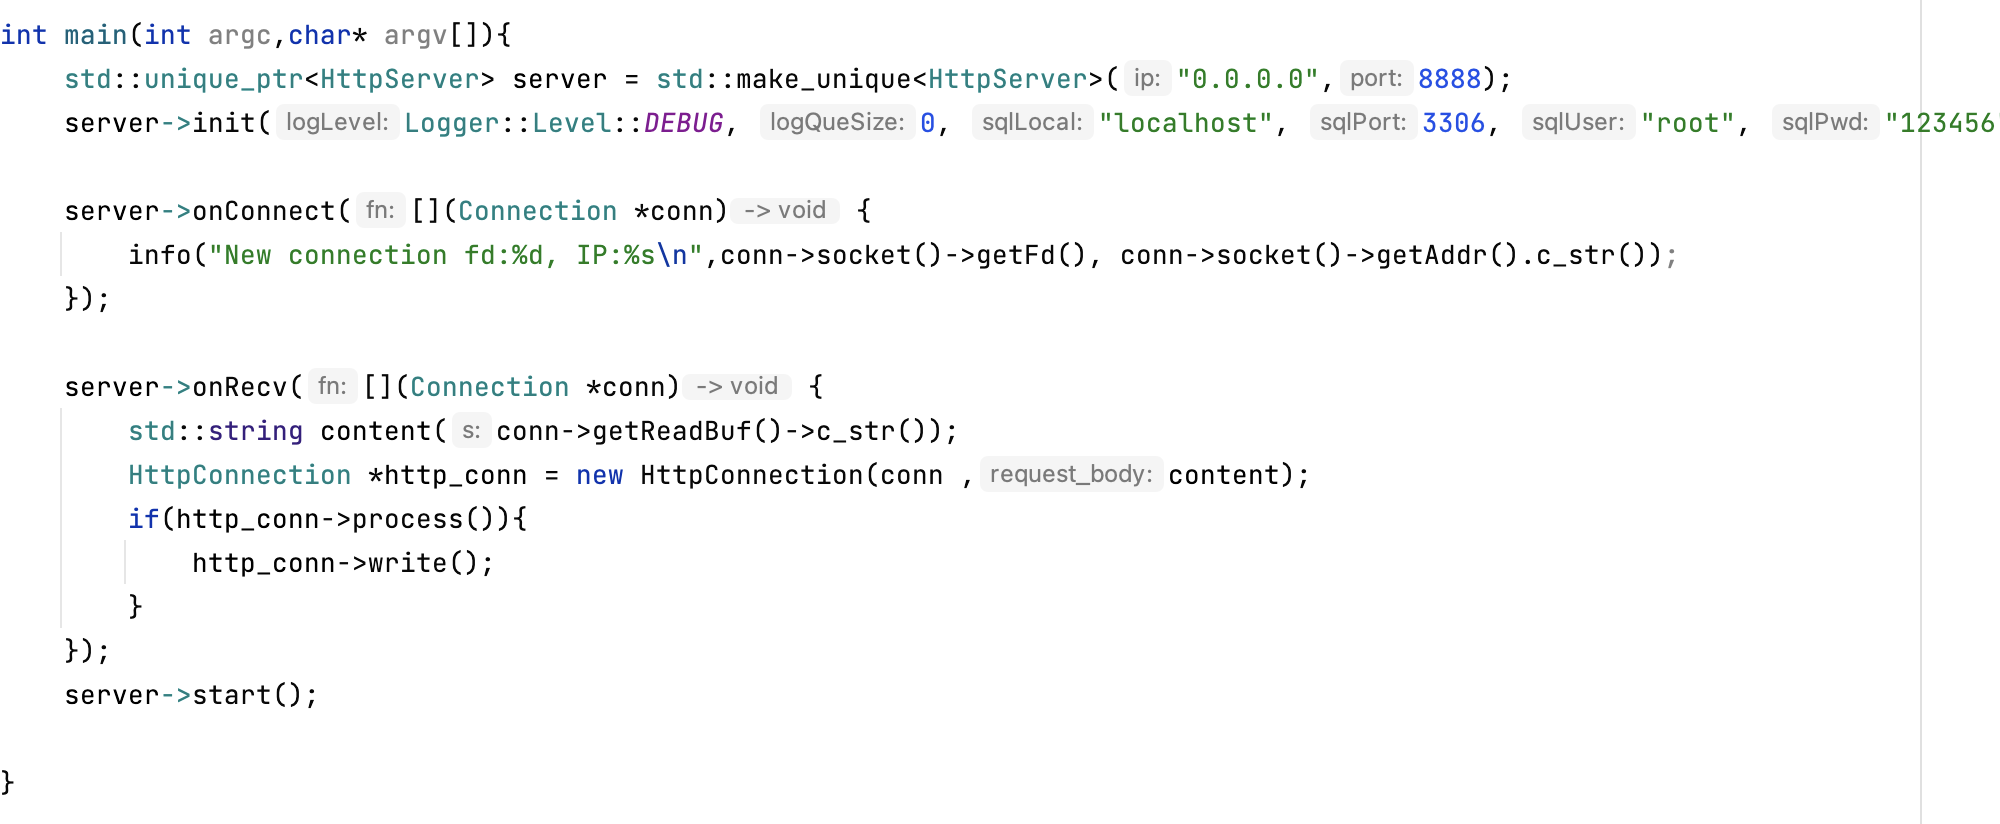 int main(int argc,char* argv[]){
    std::unique_ptr<HttpServer> server = std::make_unique<HttpServer>( ip: "0.0.0.0", port: 8888);
    server->init( logLevel: Logger::Level::DEBUG, logQueSize: 0, sqlLocal: "localhost", sqlPort: 3306, sqlUser: "root", sqlPwd: "123456"
    server->onConnect( fn: [](Connection *conn) -> void {
        info("New connection fd:%d, IP:%s\n",conn->socket()->getFd(), conn->socket()->getAddr().c_str());
    });
    server->onRecv( fn: [](Connection *conn) -> void {
        std::string content( s: conn->getReadBuf()->c_str());
        HttpConnection *http_conn = new HttpConnection(conn , request_body: content);
        if(http_conn->process()){
            http_conn->write();
        }
    });
    server->start();
}